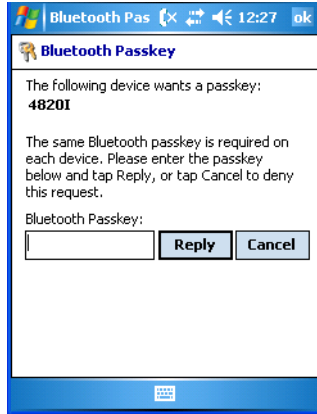 Bluetooth Pas 12:27 ok
Bluetooth Passkey
The following device wants a passkey:
4820I
The same Bluetooth passkey is required on
each device. Please enter the passkey
below and tap Reply, or tap Cancel to deny
this request.
Bluetooth Passkey:
Reply Cancel